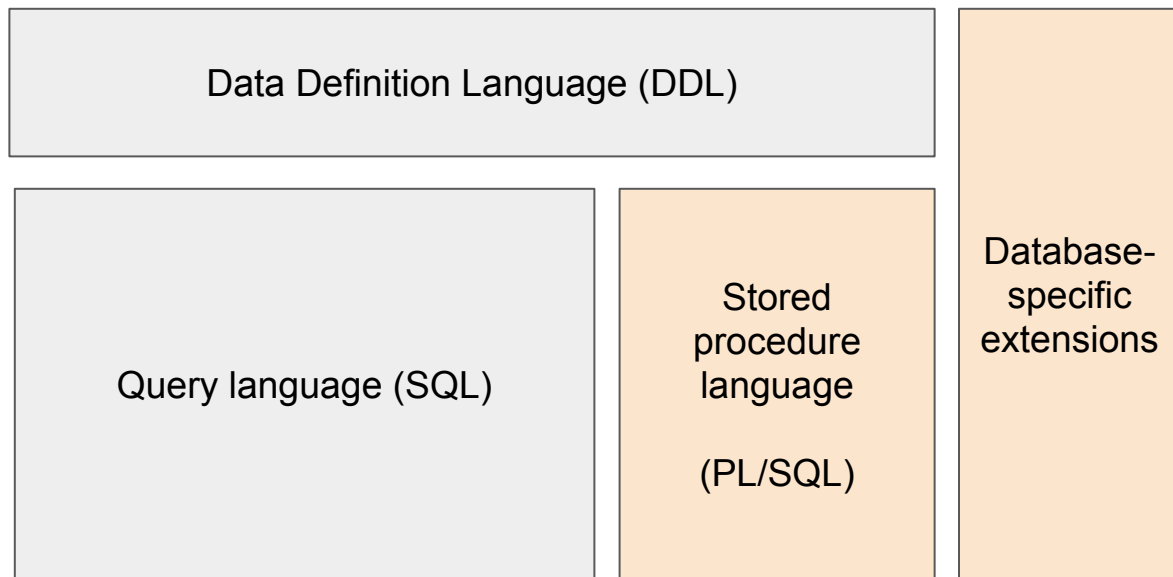 Data Definition Language (DDL)
Query language (SQL)
Stored
procedure
language
(PL/SQL)
Database-
specific
extensions